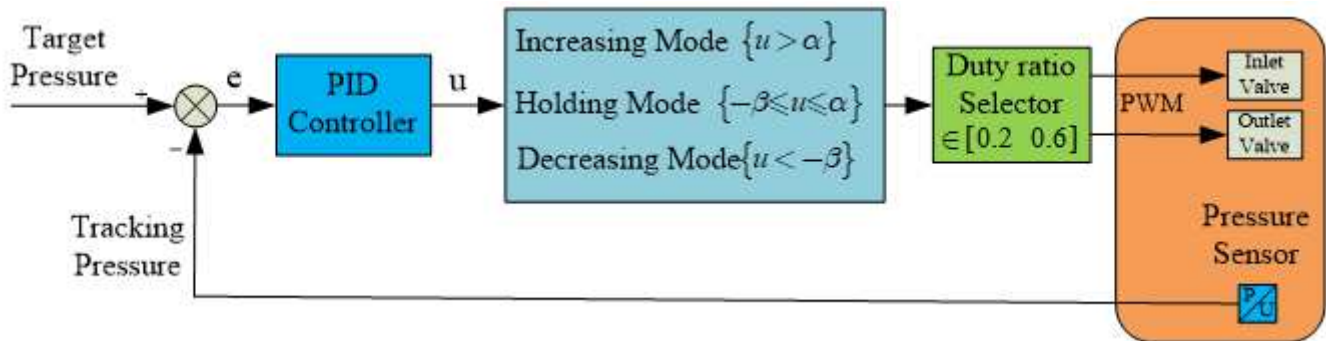 Target
Pressure
+
e
PID
Controller
u
Increasing Mode {u > α}
Holding Mode {−β⩽u⩽α}
Decreasing Mode{u < −β}
Duty ratio
Selector
∈[0.2 0.6]
PWM
Inlet
Valve
Outlet
Valve
−
Tracking
Pressure
Pressure
Sensor
P/U